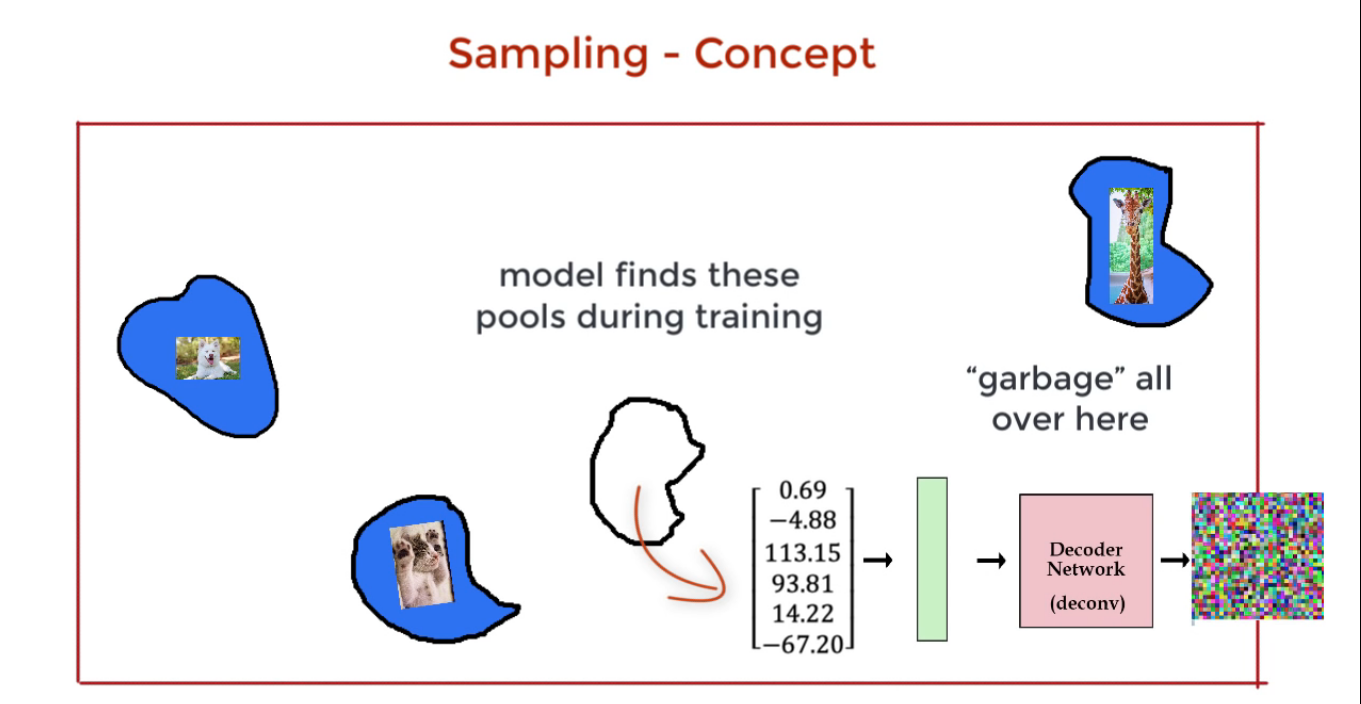 Sampling - Concept
model finds these
pools during training
“garbage” all
over here
0.69
−4.88
113.15
93.81
14.22
−67.20
Decoder
Network
(deconv)